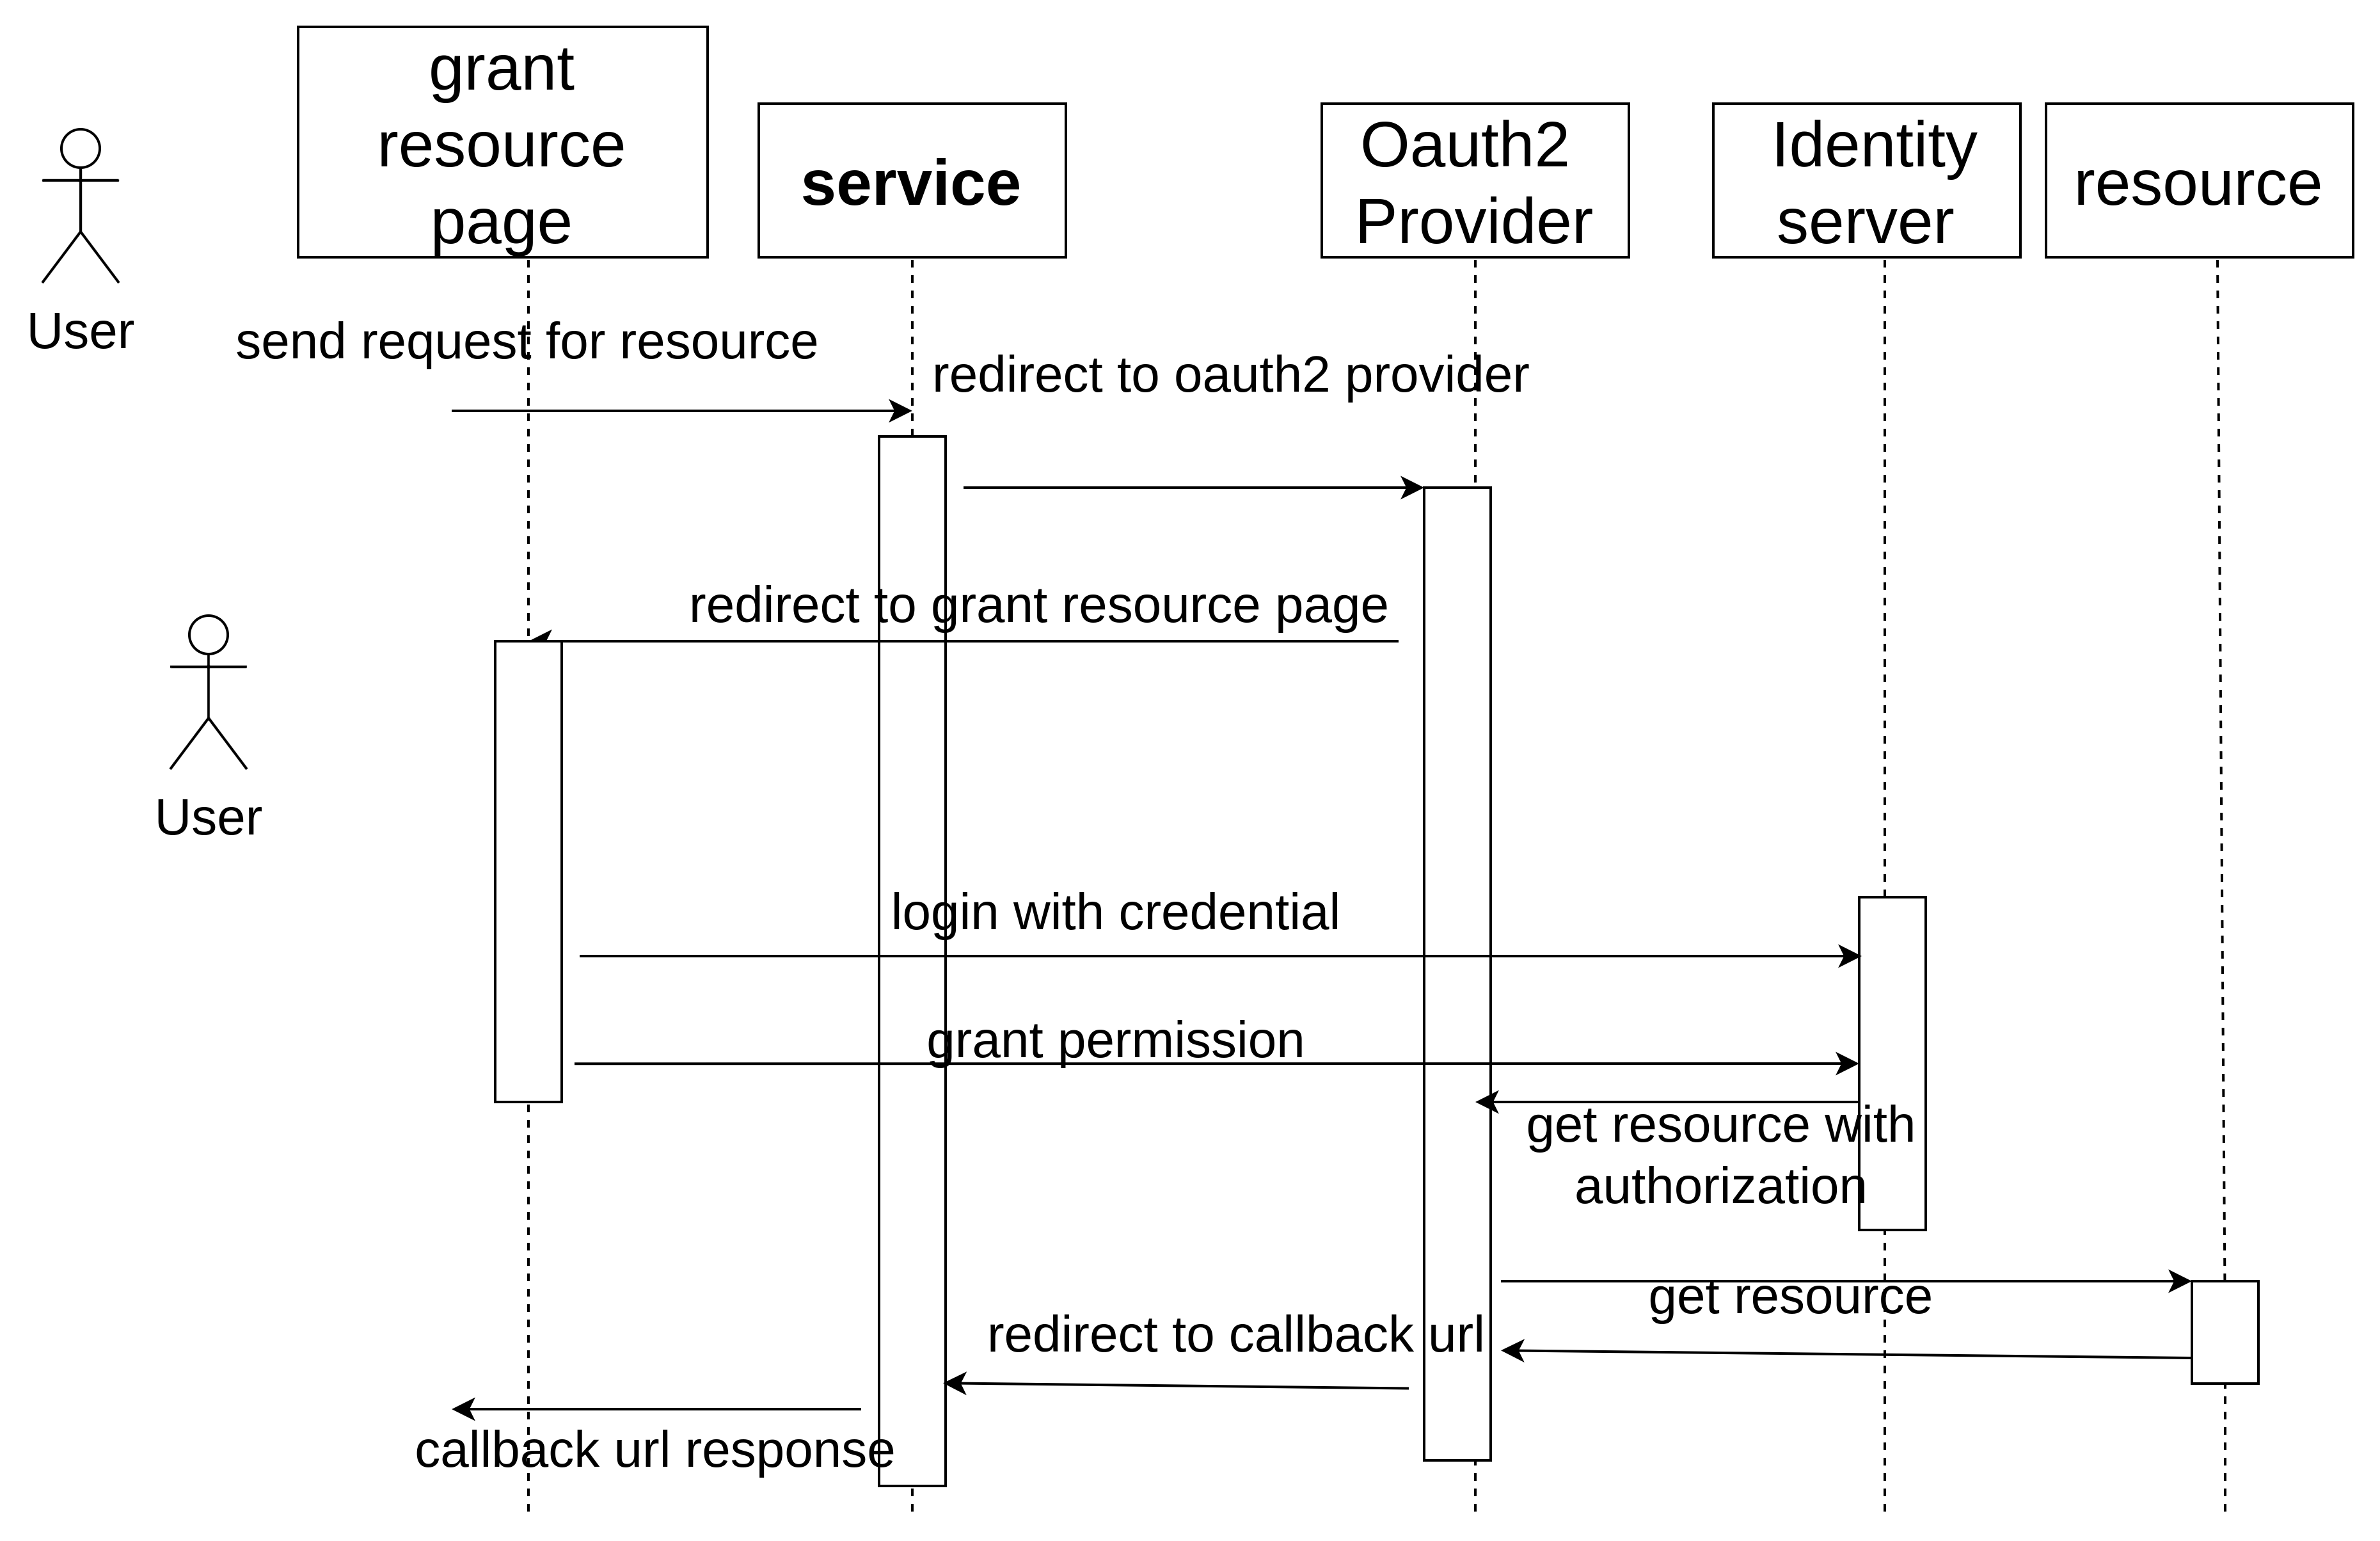 grant
resource
page
service
Oauth2
Provider
Identity
server
resource
User
send request for resource
redirect to oauth2 provider
redirect to grant resource page
User
login with credential
grant permission
get resource with
authorization
get resource
redirect to callback url
callback url response